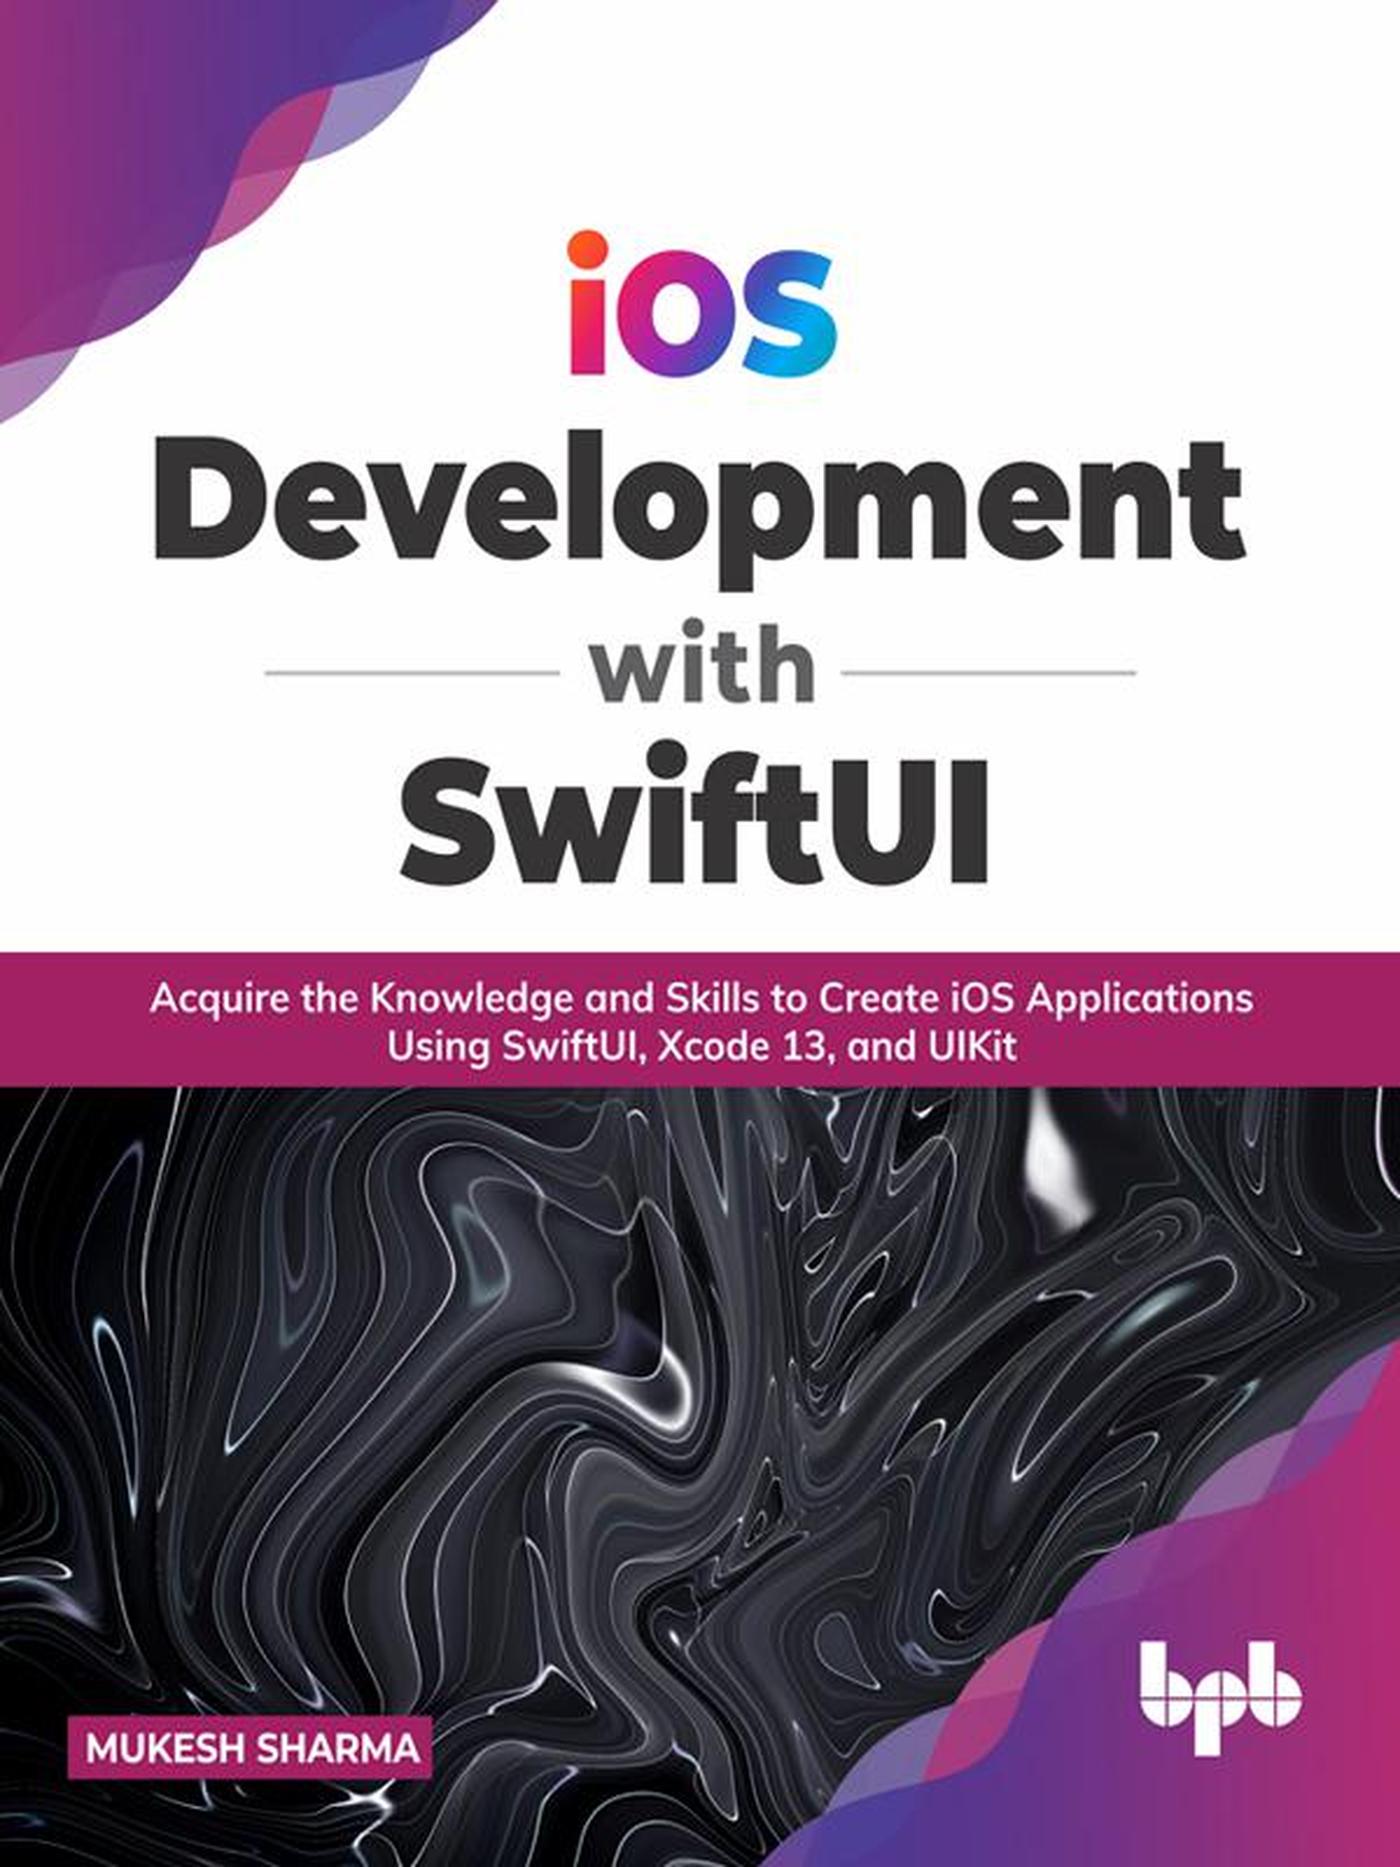 iOS
Development
with
SwiftUI
Acquire the Knowledge and Skills to Create iOS Applications
Using SwiftUI, Xcode 13, and UIKit
MUKESH SHARMA
bpb